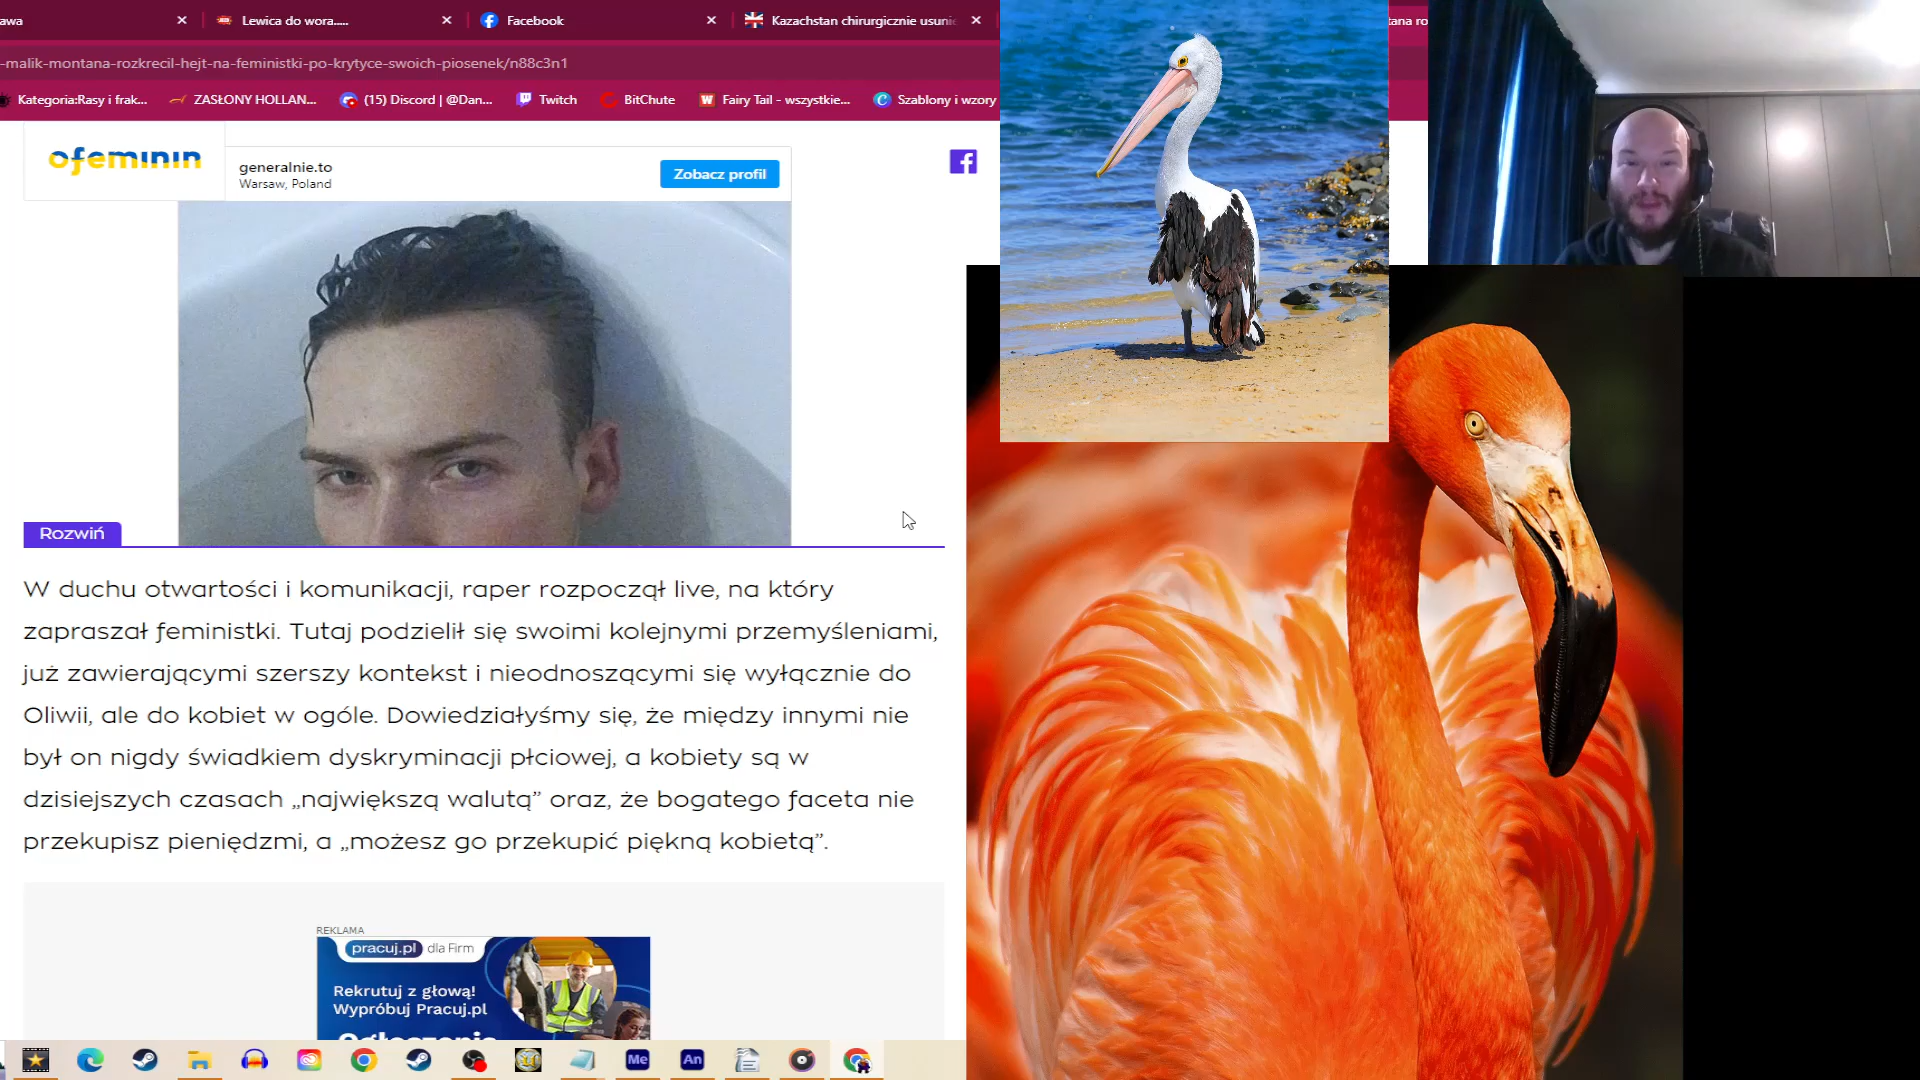 awa
Lewica do wora.....
Facebook
Kazachstan chirurgicznie usunie
tana ro
-malik-montana-rozkrecil-hejt-na-feministki-po-krytyce-swoich-piosenek/n88c3n1
Kategoria:Rasy i frak...
ZASŁONY HOLLAN...
(15) Discord | @Dan...
Twitch
BitChute
Fairy Tail - wszystkie...
Szablony i wzory
ofeminin
generalnie.to
Warsaw, Poland
Zobacz profil
Rozwiń
W duchu otwartości i komunikacji, raper rozpoczął live, na który
zapraszał feministki. Tutaj podzielił się swoimi kolejnymi przemyśleniami,
już zawierającymi szerszy kontekst i nieodnoszącymi się wyłącznie do
Oliwii, ale do kobiet w ogóle. Dowiedziałyśmy się, że między innymi nie
był on nigdy świadkiem dyskryminacji płciowej, a kobiety są w
dzisiejszych czasach „największą walutą” oraz, że bogatego faceta nie
przekupisz pieniędzmi, a „możesz go przekupić piękną kobietą”.
REKLAMA
pracuj.pl dla Firm
Rekrutuj z głową!
Wypróbuj Pracuj.pl
Me
An